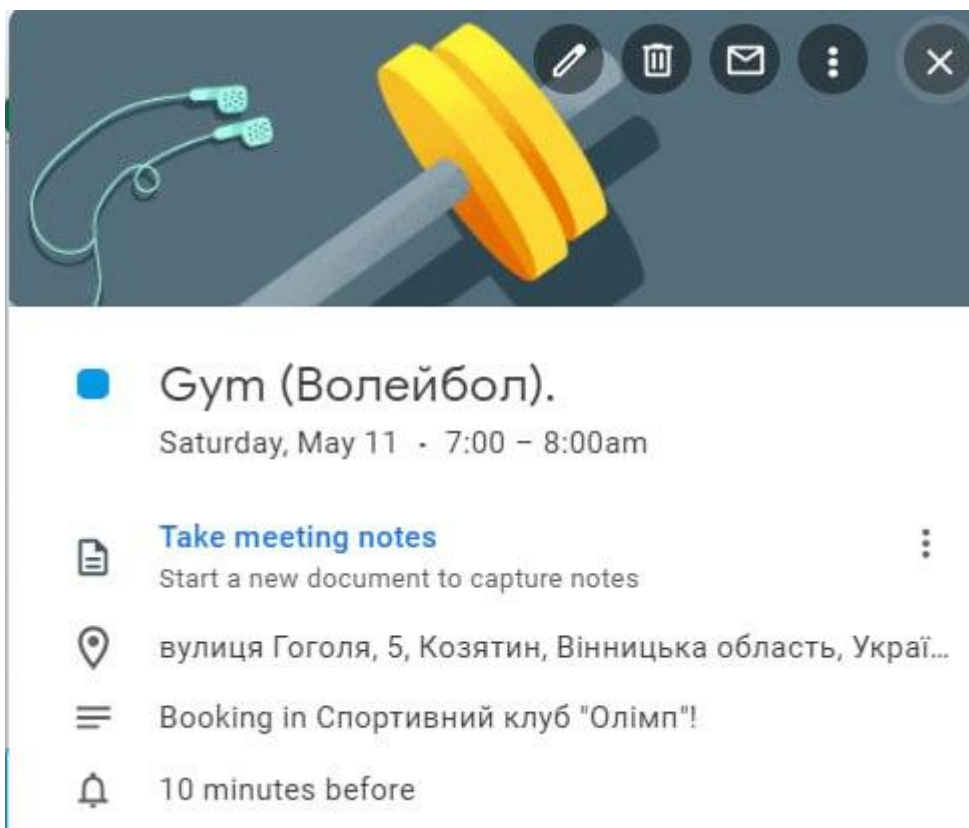 Gym (Волейбол).
Saturday, May 11 • 7:00 – 8:00am
Take meeting notes
Start a new document to capture notes
вулиця Гоголя, 5, Козятин, Вінницька область, Украї...
Booking in Спортивний клуб "Олімп"!
10 minutes before